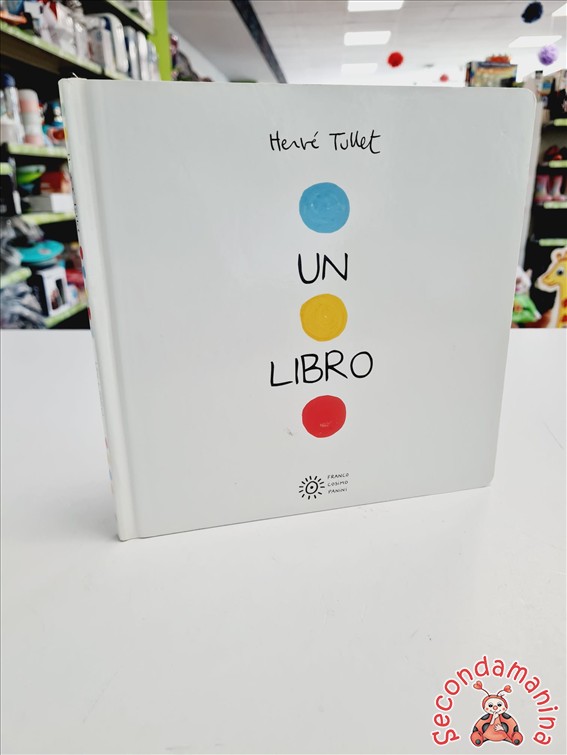 Hervé Tullet
UN
LIBRO
FRANCO
COSIMO
PANINI
Secondamanina